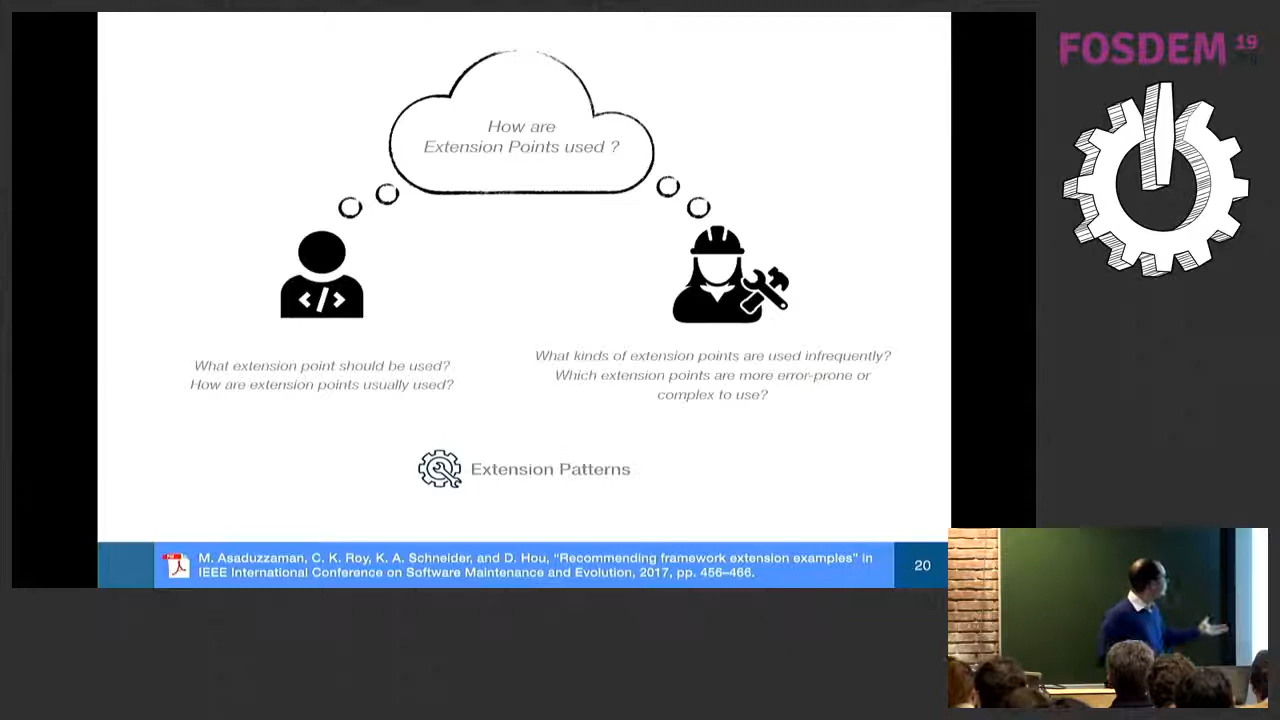 FOSDEM 19
How are
Extension Points used ?
</>
What extension point should be used?
How are extension points usually used?
What kinds of extension points are used infrequently?
Which extension points are more error-prone or
complex to use?
Extension Patterns
M. Asaduzzaman, C. K. Roy, K. A. Schneider, and D. Hou, “Recommending framework extension examples” in
IEEE International Conference on Software Maintenance and Evolution, 2017, pp. 456–466.
20